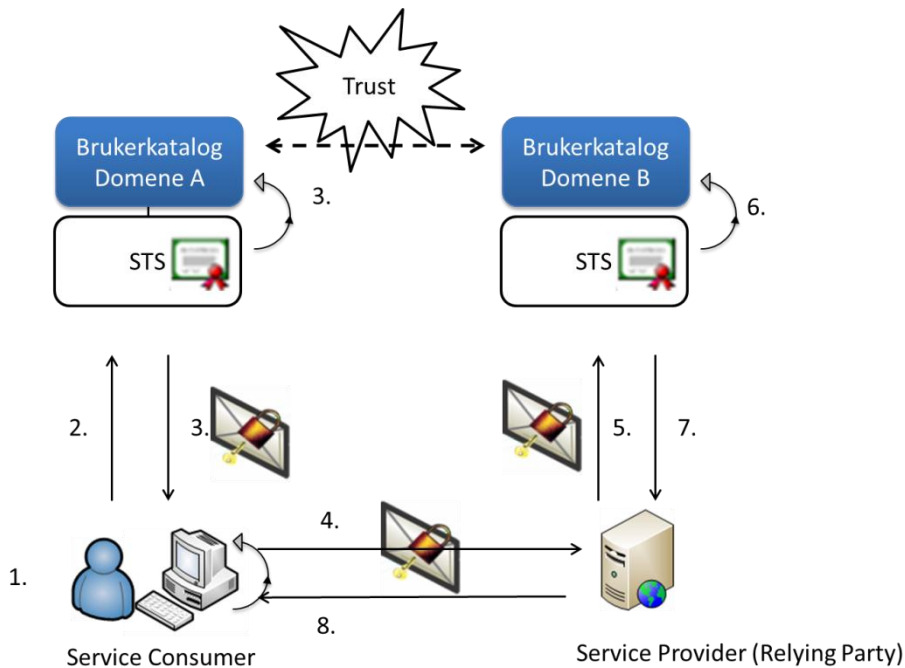 Trust
Brukerkatalog
Domene A
Brukerkatalog
Domene B
3.
6.
STS
STS
2.
3.
5.
7.
4.
1.
8.
Service Consumer
Service Provider (Relying Party)